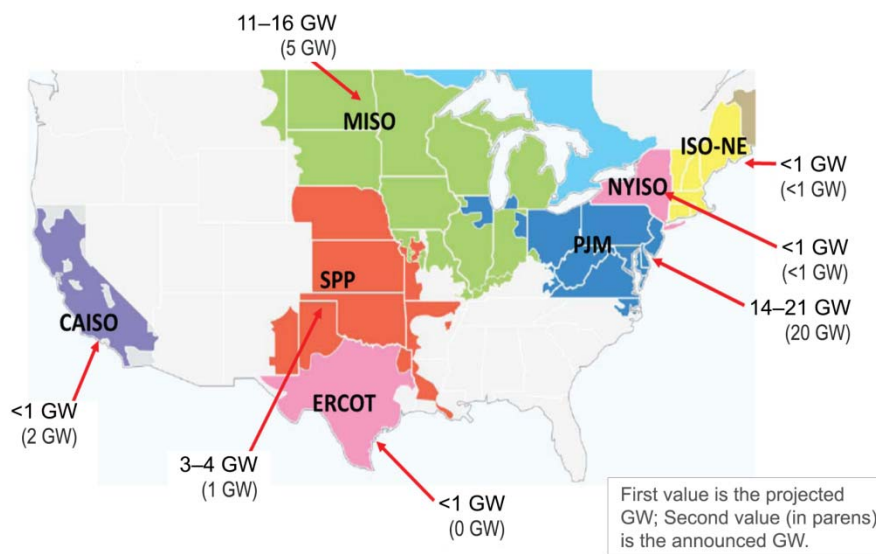 11–16 GW
(5 GW)
MISO
ISO-NE
<1 GW
(<1 GW)
NYISO
<1 GW
(<1 GW)
PJM
14–21 GW
(20 GW)
SPP
CAISO
<1 GW
(2 GW)
ERCOT
3–4 GW
(1 GW)
<1 GW
(0 GW)
First value is the projected
GW; Second value (in parens)
is the announced GW.